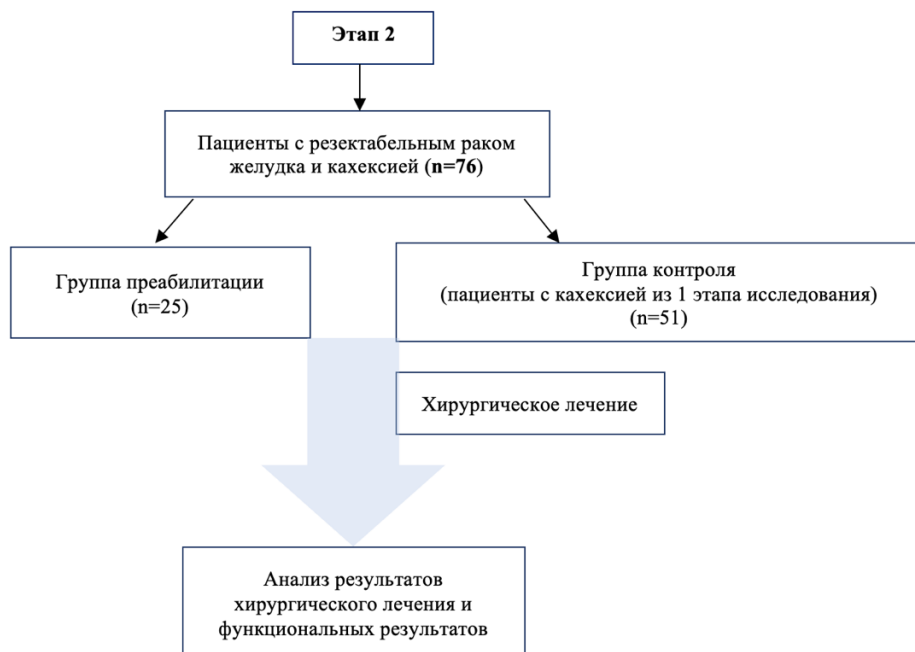 Этап 2
Пациенты с резектабельным раком
желудка и кахексией (n=76)
Группа преабилитации
(n=25)
Группа контроля
(пациенты с кахексией из 1 этапа исследования)
(n=51)
Хирургическое лечение
Анализ результатов
хирургического лечения и
функциональных результатов